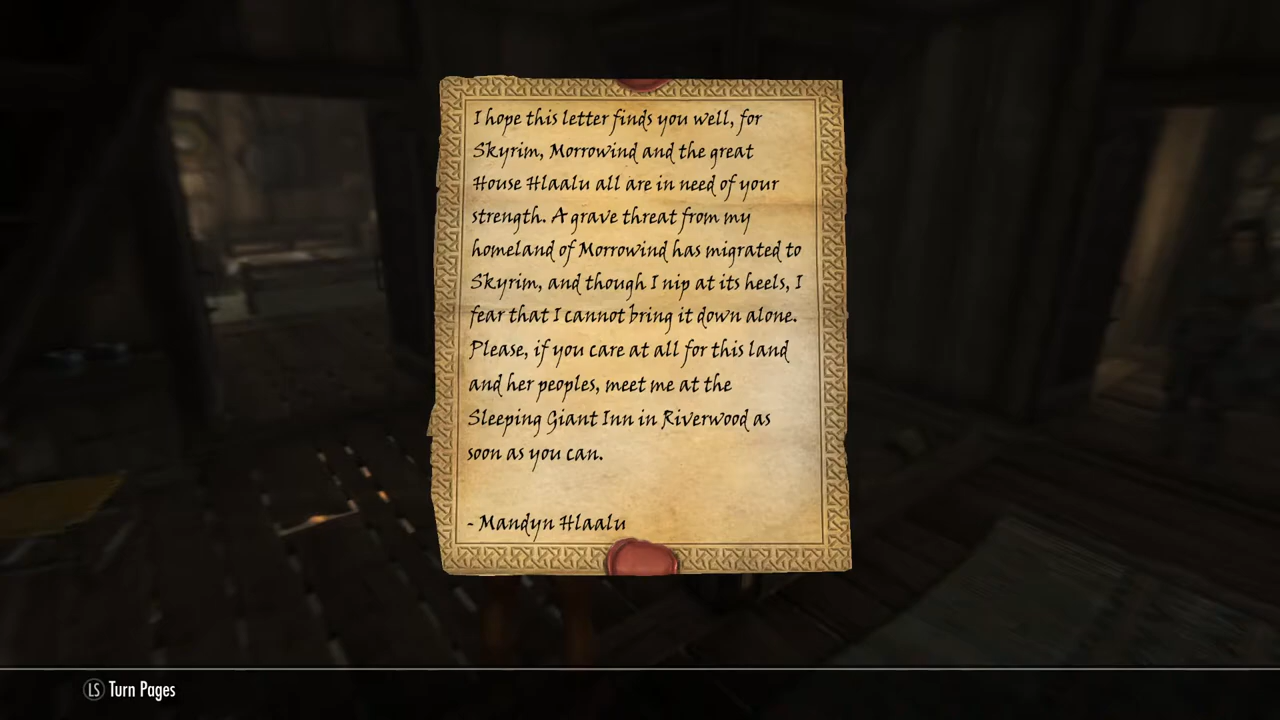 I hope this letter finds you well, for
Skyrim, Morrowind and the great
House Hlaalu all are in need of your
strength. A grave threat from my
homeland of Morrowind has migrated to
Skyrim, and though I nip at its heels, I
fear that I cannot bring it down alone.
Please, if you care at all for this land
and her peoples, meet me at the
Sleeping Giant Inn in Riverwood as
soon as you can.
- Mandyn Hlaalu
LS Turn Pages